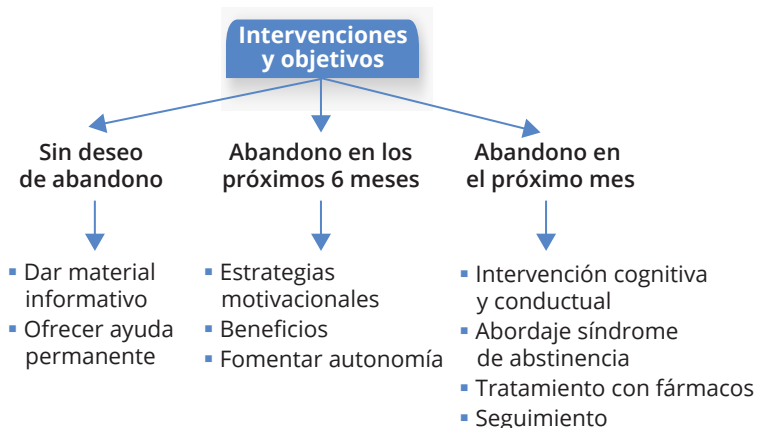 Intervenciones
y objetivos
Sin deseo
de abandono
▪ Dar material
informativo
▪ Ofrecer ayuda
permanente
Abandono en los
próximos 6 meses
▪ Estrategias
motivacionales
▪ Beneficios
▪ Fomentar autonomía
Abandono en
el próximo mes
▪ Intervención cognitiva
y conductual
▪ Abordaje síndrome
de abstinencia
▪ Tratamiento con fármacos
▪ Seguimiento